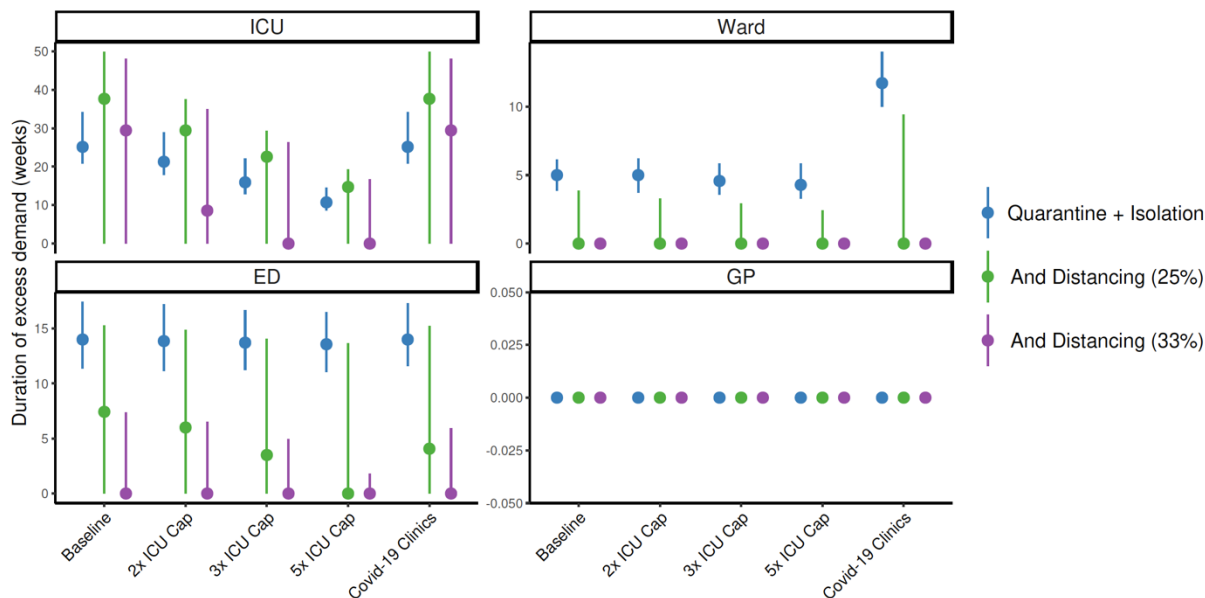 ICU
Ward
50
40
30
20
10
0
10
5
0
Duration of excess demand (weeks)
ED
GP
15
10
5
0
0.050
0.025
0.000
-0.025
-0.050
Baseline
2x ICU Cap
3x ICU Cap
5x ICU Cap
Covid-19 Clinics
Baseline
2x ICU Cap
3x ICU Cap
5x ICU Cap
Covid-19 Clinics
Quarantine + Isolation
And Distancing (25%)
And Distancing (33%)